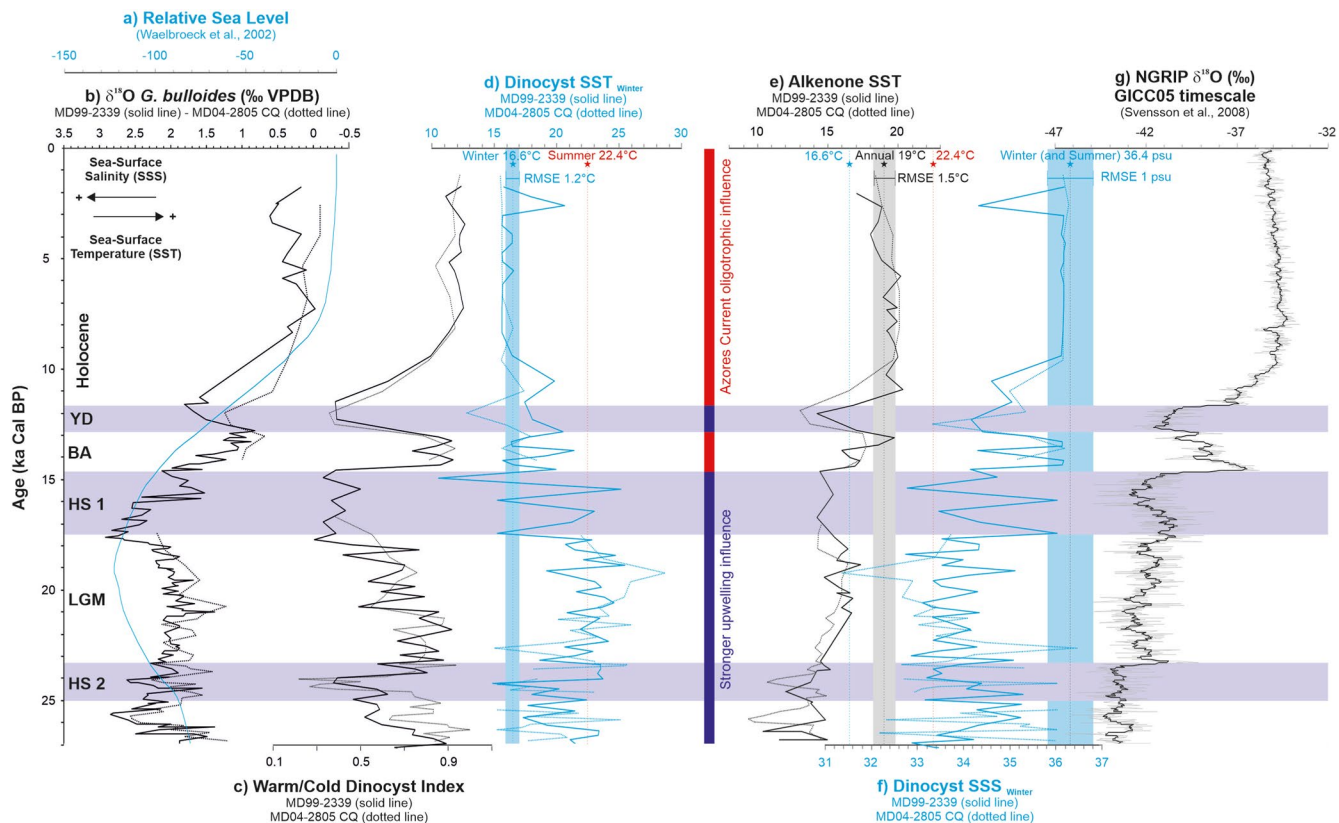 a) Relative Sea Level
(Waelbroeck et al., 2002)
-150 -100 -50 0
b) δ¹⁸O G. bulloides (‰ VPDB)
MD99-2339 (solid line) - MD04-2805 CQ (dotted line)
3.5 3 2.5 2 1.5 1 0.5 0 -0.5
d) Dinocyst SST Winter
MD99-2339 (solid line)
MD04-2805 CQ (dotted line)
10 15 20 25 30
e) Alkenone SST
MD99-2339 (solid line)
MD04-2805 CQ (dotted line)
10 15 20
g) NGRIP δ¹⁸O (‰)
GICC05 timescale
(Svensson et al., 2008)
-47 -42 -37 -32
Sea-Surface
Salinity (SSS)
+
+
Sea-Surface
Temperature (SST)
Winter 16.6°C Summer 22.4°C
RMSE 1.2°C
16.6°C Annual 19°C 22.4°C
RMSE 1.5°C
Winter (and Summer) 36.4 psu
RMSE 1 psu
Age (ka Cal BP)
0
5
10
15
20
25
Holocene
YD
BA
HS 1
LGM
HS 2
Azores Current oligotrophic influence
Stronger upwelling influence
0.1 0.5 0.9
c) Warm/Cold Dinocyst Index
MD99-2339 (solid line)
MD04-2805 CQ (dotted line)
31 32 33 34 35 36 37
f) Dinocyst SSS Winter
MD99-2339 (solid line)
MD04-2805 CQ (dotted line)